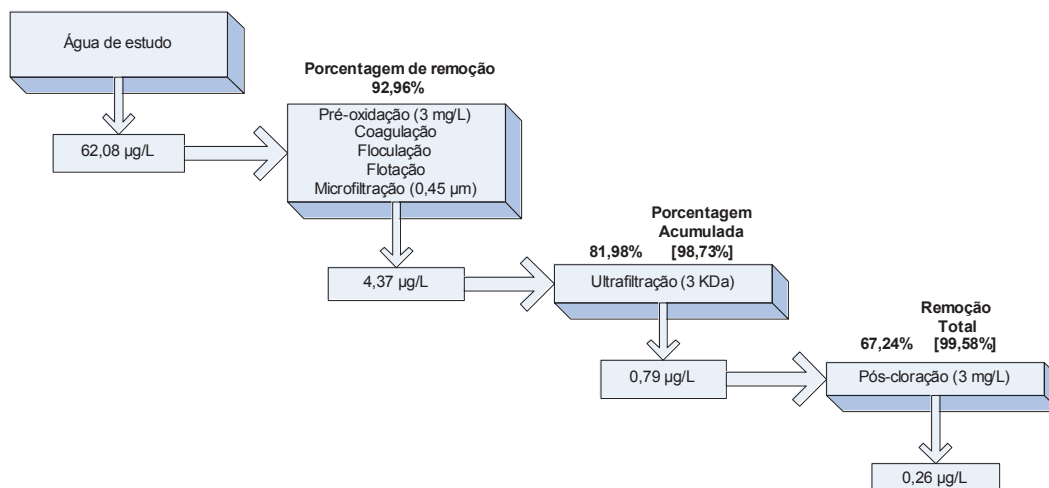 Água de estudo
Porcentagem de remoção
92,96%
62,08 µg/L
Pré-oxidação (3 mg/L)
Coagulação
Floculação
Flotação
Microfiltração (0,45 µm)
Porcentagem
Acumulada
81,98% [98,73%]
4,37 µg/L
Ultrafiltração (3 KDa)
Remoção
Total
67,24% [99,58%]
0,79 µg/L
Pós-cloração (3 mg/L)
0,26 µg/L